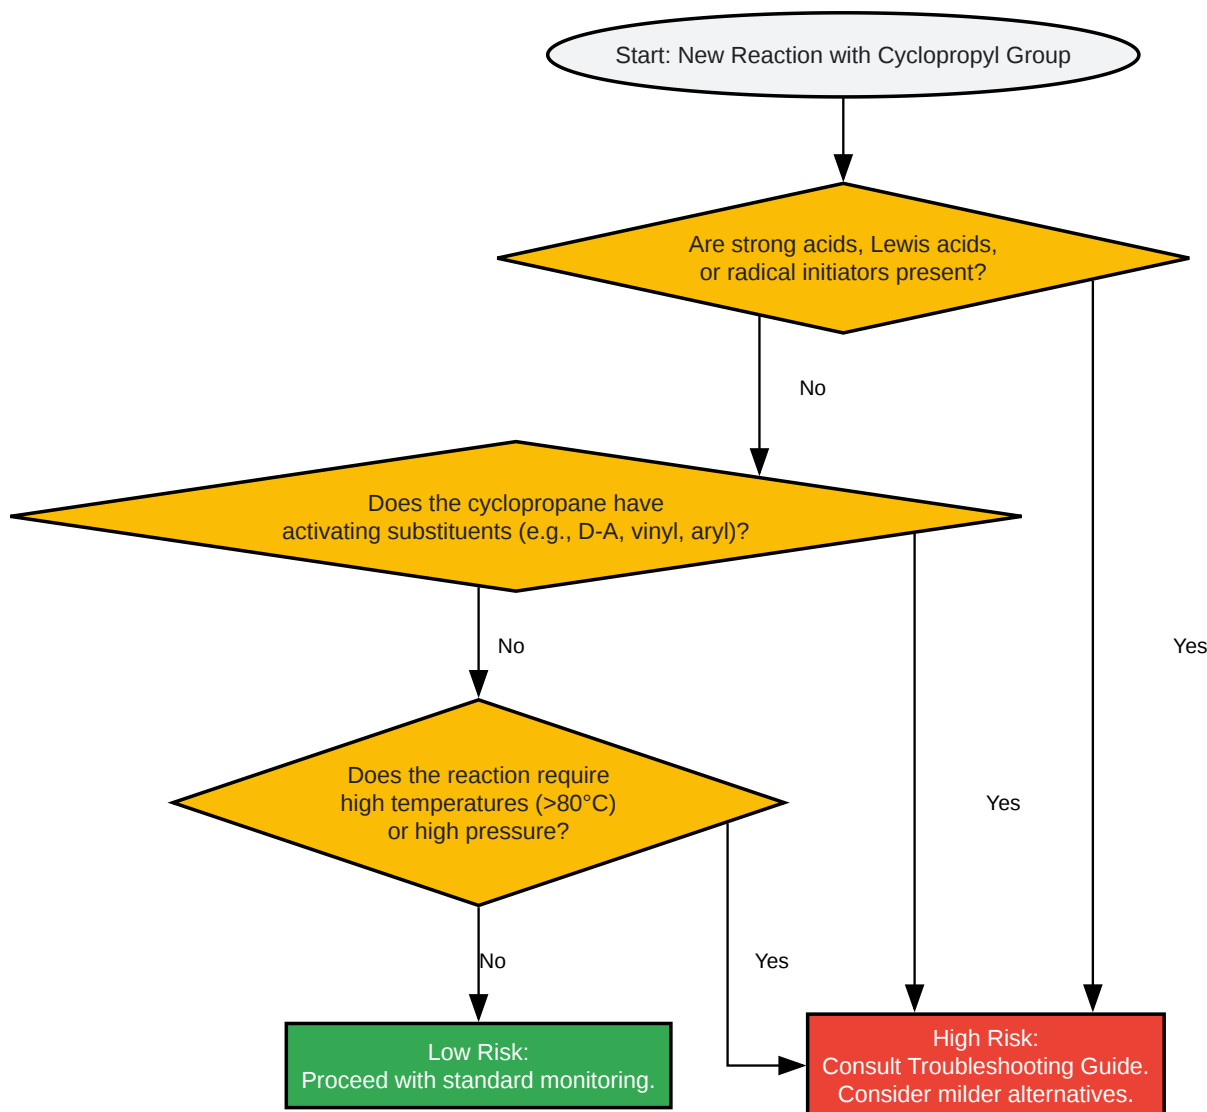 Start: New Reaction with Cyclopropyl Group
Are strong acids, Lewis acids,
or radical initiators present?
No
Does the cyclopropane have
activating substituents (e.g., D-A, vinyl, aryl)?
No
Yes
Does the reaction require
high temperatures (>80°C)
or high pressure?
Yes
No
Yes
Low Risk:
Proceed with standard monitoring.
High Risk:
Consult Troubleshooting Guide.
Consider milder alternatives.